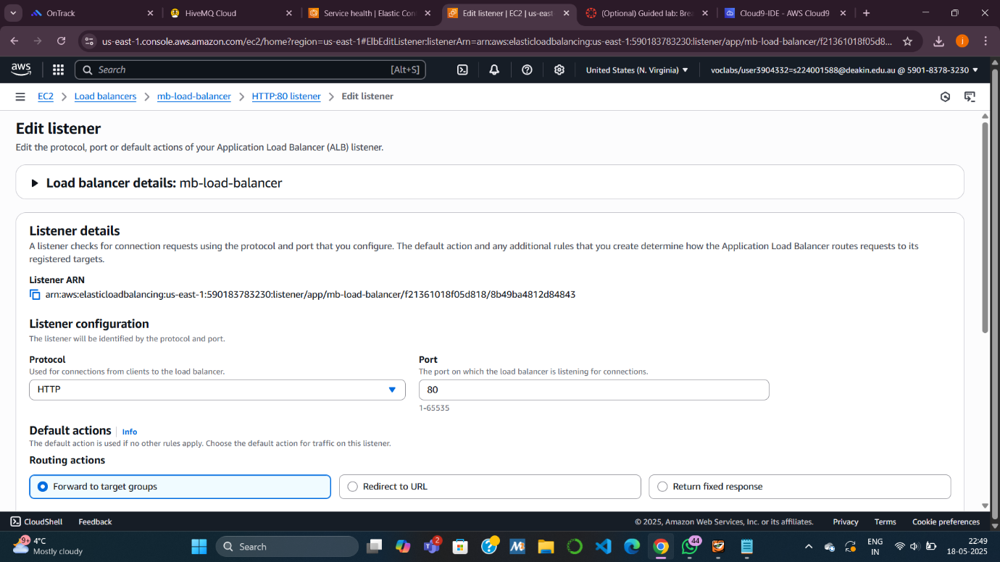 OnTrack
HiveMQ Cloud
Service health | Elastic Con
Edit listener | EC2 | us-east
(Optional) Guided lab: Brea
Cloud9-IDE - AWS Cloud9
us-east-1.console.aws.amazon.com/ec2/home?region=us-east-1#ElbEditListener:listenerArn=arn:aws:elasticloadbalancing:us-east-1:590183783230:listener/app/mb-load-balancer/f21361018f05d8...
j
aws
Search
[Alt+S]
United States (N. Virginia)
voclabs/user3904332=s224001588@deakin.edu.au @ 5901-8378-3230
EC2
Load balancers
mb-load-balancer
HTTP:80 listener
Edit listener
Edit listener
Edit the protocol, port or default actions of your Application Load Balancer (ALB) listener.
Load balancer details: mb-load-balancer
Listener details
A listener checks for connection requests using the protocol and port that you configure. The default action and any additional rules that you create determine how the Application Load Balancer routes requests to its
registered targets.
Listener ARN
arn:aws:elasticloadbalancing:us-east-1:590183783230:listener/app/mb-load-balancer/f21361018f05d818/8b49ba4812d84843
Listener configuration
The listener will be identified by the protocol and port.
Protocol
Used for connections from clients to the load balancer.
HTTP
Port
The port on which the load balancer is listening for connections.
80
1-65535
Default actions
Info
The default action is used if no other rules apply. Choose the default action for traffic on this listener.
Routing actions
Forward to target groups
Redirect to URL
Return fixed response
CloudShell
Feedback
© 2025, Amazon Web Services, Inc. or its affiliates.
Privacy
Terms
Cookie preferences
9+
4°C
Mostly cloudy
Search
2
44
ENG
IN
22:49
18-05-2025